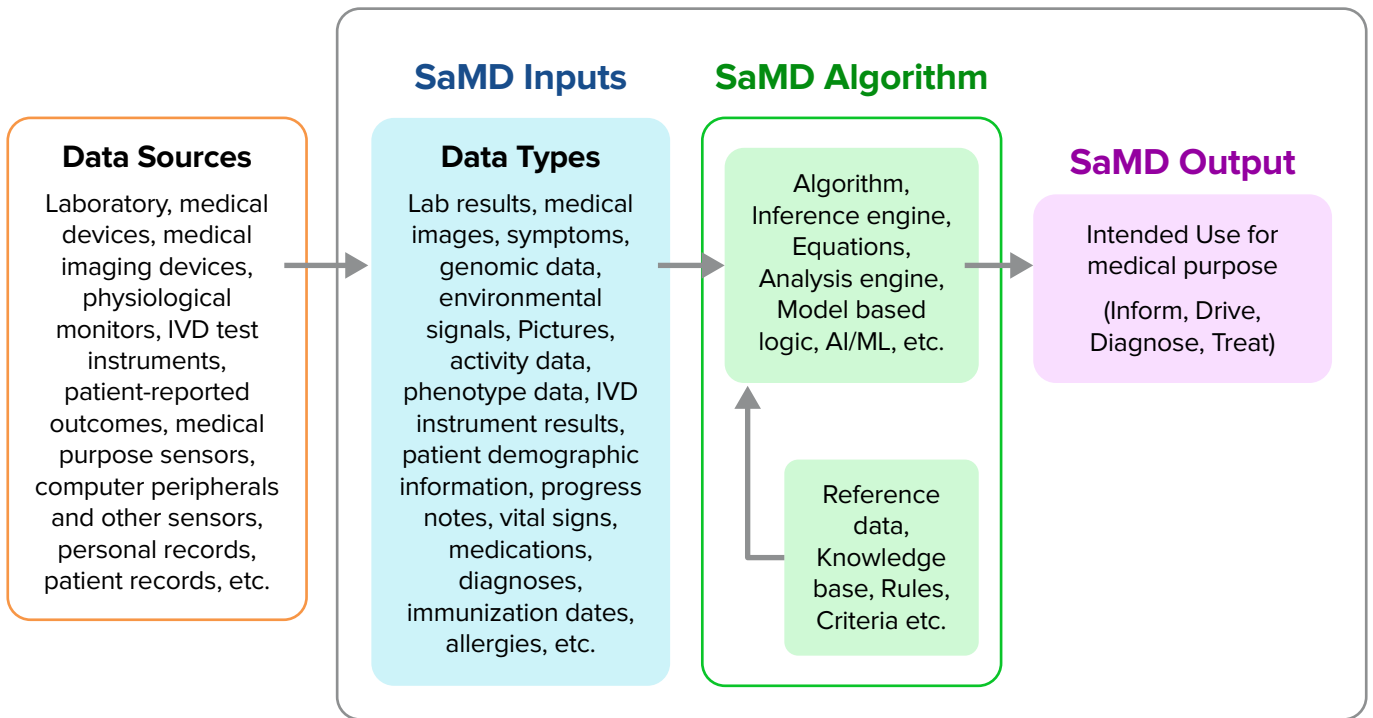 Data Sources
Laboratory, medical
devices, medical
imaging devices,
physiological
monitors, IVD test
instruments,
patient-reported
outcomes, medical
purpose sensors,
computer peripherals
and other sensors,
personal records,
patient records, etc.
SaMD Inputs
Data Types
Lab results, medical
images, symptoms,
genomic data,
environmental
signals, Pictures,
activity data,
phenotype data, IVD
instrument results,
patient demographic
information, progress
notes, vital signs,
medications,
diagnoses,
immunization dates,
allergies, etc.
SaMD Algorithm
Algorithm,
Inference engine,
Equations,
Analysis engine,
Model based
logic, AI/ML, etc.
Reference
data,
Knowledge
base, Rules,
Criteria etc.
SaMD Output
Intended Use for
medical purpose
(Inform, Drive,
Diagnose, Treat)